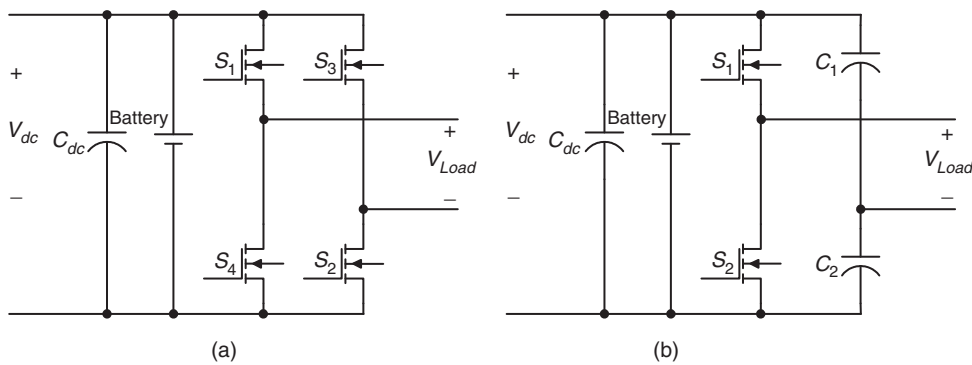 +
V_dc
−
C_dc
Battery
S_1
S_3
S_4
S_2
+
V_Load
−
(a)
+
V_dc
−
C_dc
Battery
S_1
S_2
C_1
C_2
+
V_Load
−
(b)